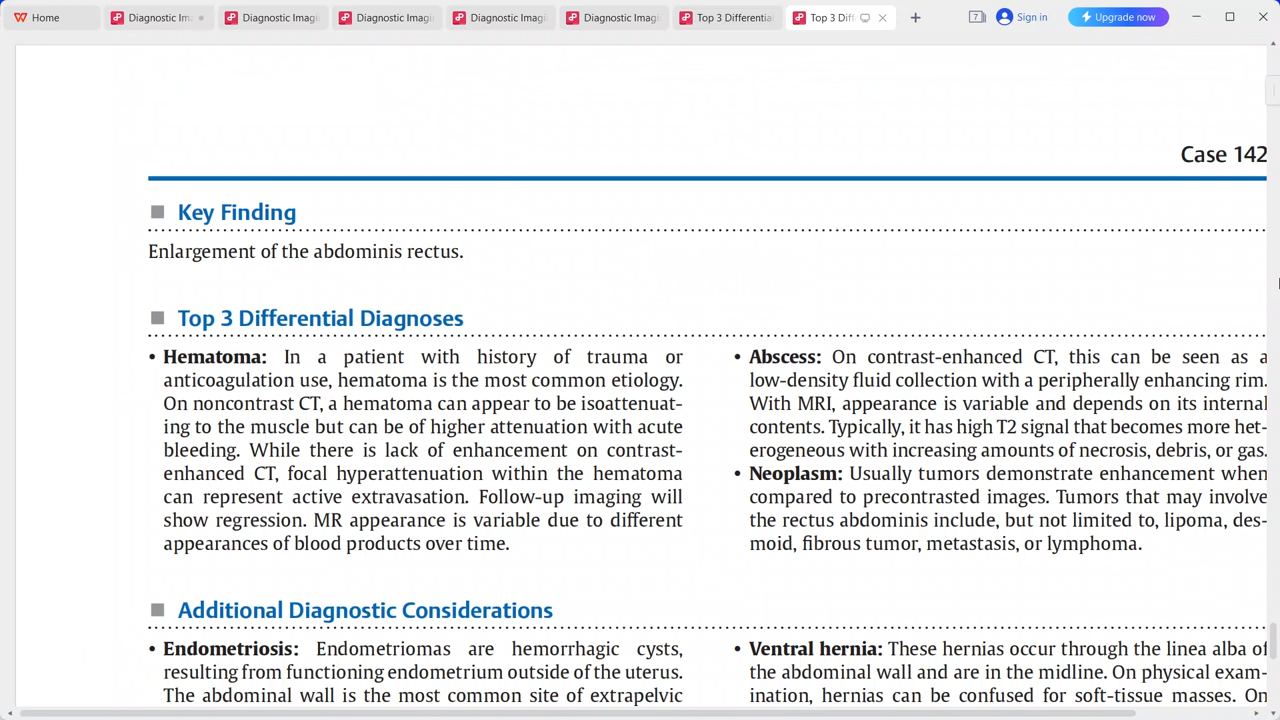 Home
Diagnostic Im
Diagnostic Imagi
Diagnostic Imagi
Diagnostic Imagi
Diagnostic Imagi
Top 3 Differential
Top 3 Dif
7
Sign in
Upgrade now
Case 142
Key Finding
Enlargement of the abdominis rectus.
Top 3 Differential Diagnoses
• Hematoma: In a patient with history of trauma or
anticoagulation use, hematoma is the most common etiology.
On noncontrast CT, a hematoma can appear to be isoattenuat-
ing to the muscle but can be of higher attenuation with acute
bleeding. While there is lack of enhancement on contrast-
enhanced CT, focal hyperattenuation within the hematoma
can represent active extravasation. Follow-up imaging will
show regression. MR appearance is variable due to different
appearances of blood products over time.
• Abscess: On contrast-enhanced CT, this can be seen as a
low-density fluid collection with a peripherally enhancing rim.
With MRI, appearance is variable and depends on its internal
contents. Typically, it has high T2 signal that becomes more het-
erogeneous with increasing amounts of necrosis, debris, or gas.
• Neoplasm: Usually tumors demonstrate enhancement when
compared to precontrasted images. Tumors that may involve
the rectus abdominis include, but not limited to, lipoma, des-
moid, fibrous tumor, metastasis, or lymphoma.
Additional Diagnostic Considerations
• Endometriosis: Endometriomas are hemorrhagic cysts,
resulting from functioning endometrium outside of the uterus.
The abdominal wall is the most common site of extrapelvic
• Ventral hernia: These hernias occur through the linea alba of
the abdominal wall and are in the midline. On physical exam-
ination, hernias can be confused for soft-tissue masses. On